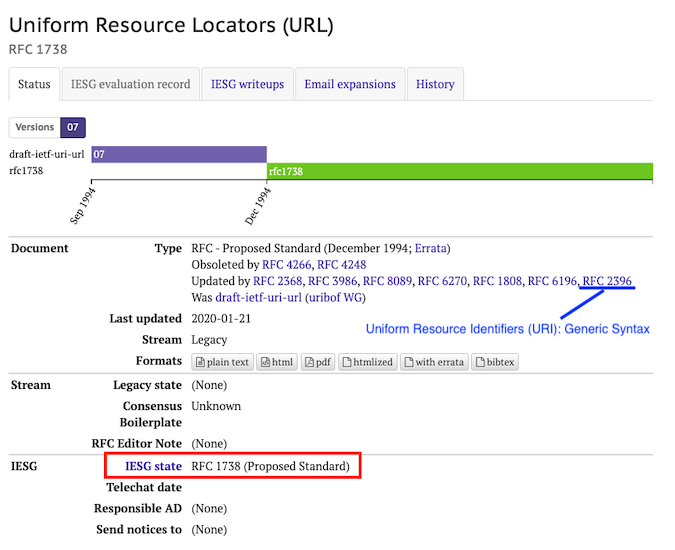 Uniform Resource Locators (URL)
RFC 1738
Status IESG evaluation record IESG writeups Email expansions History
Versions 07
draft-ietf-uri-url 07
rfc1738 rfc1738
Sep 1994 Dec 1994
Document Type RFC - Proposed Standard (December 1994; Errata)
Obsoleted by RFC 4266, RFC 4248
Updated by RFC 2368, RFC 3986, RFC 8089, RFC 6270, RFC 1808, RFC 6196, RFC 2396
Was draft-ietf-uri-url (uribof WG)
Last updated 2020-01-21
Uniform Resource Identifiers (URI): Generic Syntax
Stream Legacy
Formats plain text html pdf htmlized with errata bibtex
Stream Legacy state (None)
Consensus Unknown
Boilerplate
RFC Editor Note (None)
IESG IESG state RFC 1738 (Proposed Standard)
Telechat date
Responsible AD (None)
Send notices to (None)